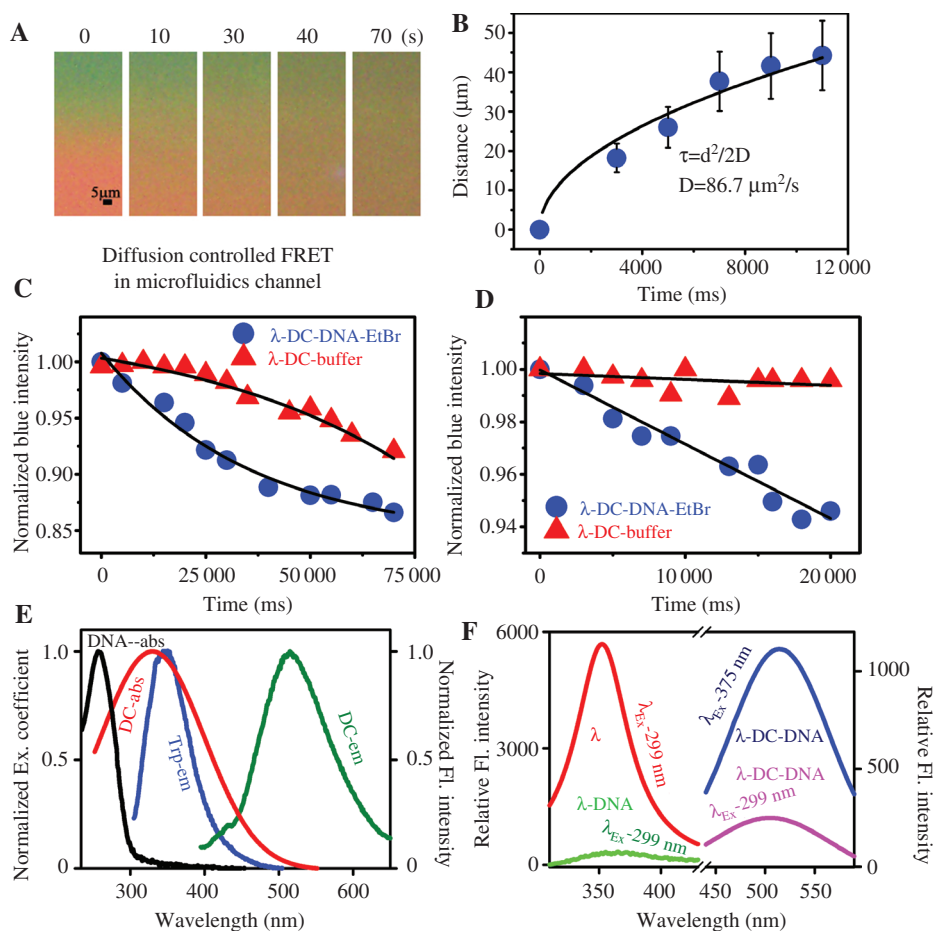 A
0 10 30 40 70 (s)
5μm
Diffusion controlled FRET
in microfluidics channel
B
50
40
30
20
10
0
Distance (μm)
τ=d²/2D
D=86.7 μm²/s
0 4000 8000 12 000
Time (ms)
C
λ-DC-DNA-EtBr
λ-DC-buffer
1.00
0.95
0.90
0.85
Normalized blue intensity
0 25 000 50 000 75 000
Time (ms)
D
1.00
0.98
0.96
0.94
Normalized blue intensity
λ-DC-DNA-EtBr
λ-DC-buffer
0 10 000 20 000
Time (ms)
E
DNA--abs
DC-abs
Trp-em
DC-em
1.0
0.5
0
Normalized Ex. coefficient
1.0
0.5
0
Normalized Fl. intensity
300 400 500 600
Wavelength (nm)
F
6000
3000
0
Relative Fl. intensity
λ
λEx-299 nm
λ-DNA
λEx-299 nm
λEx-375 nm
λ-DC-DNA
λ-DC-DNA
λEx-299 nm
1000
500
0
Relative Fl. intensity
350 400 450 500 550
Wavelength (nm)